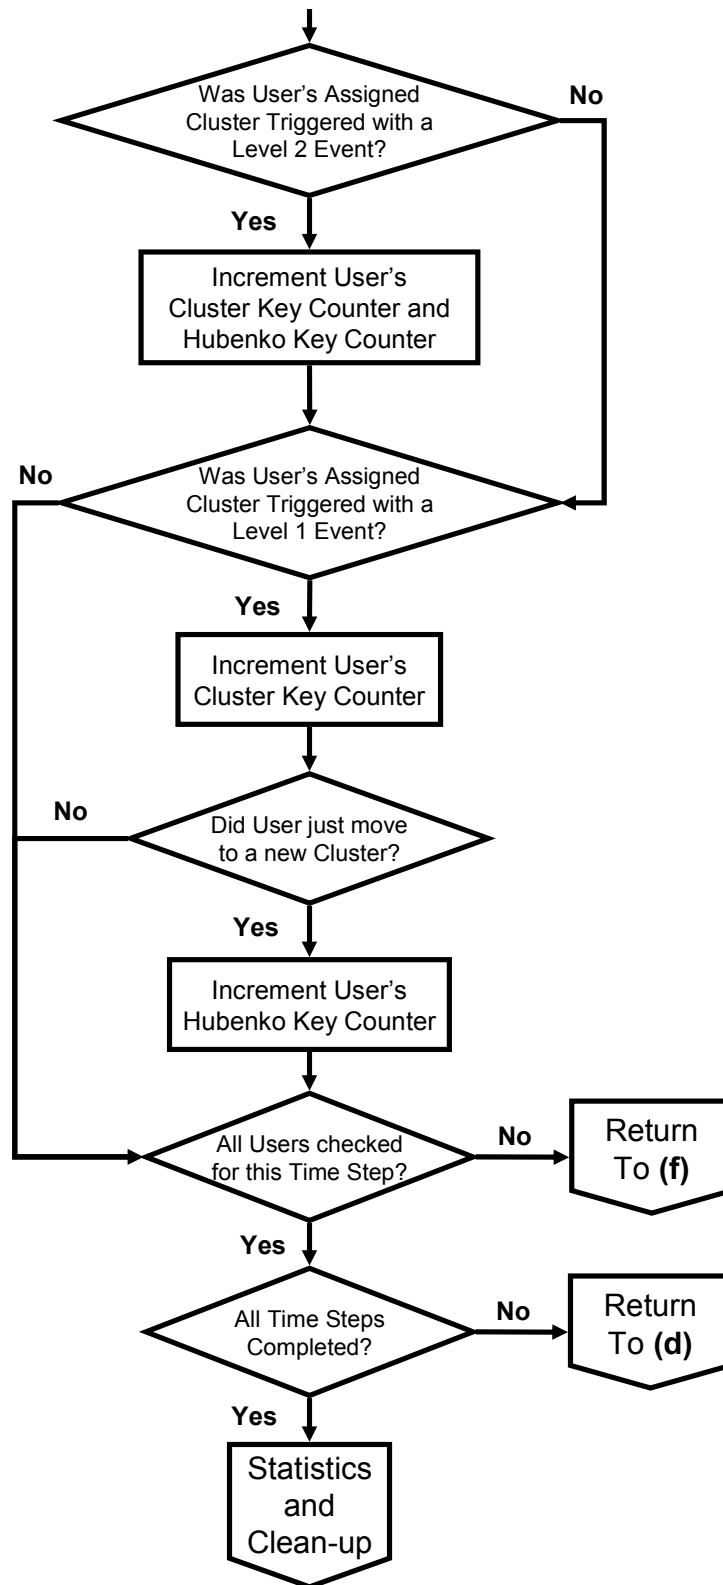 Was User's Assigned
Cluster Triggered with a
Level 2 Event?
No
Yes
Increment User's
Cluster Key Counter and
Hubenko Key Counter
No
Was User's Assigned
Cluster Triggered with a
Level 1 Event?
Yes
Increment User's
Cluster Key Counter
No
Did User just move
to a new Cluster?
Yes
Increment User's
Hubenko Key Counter
All Users checked
for this Time Step?
No
Return
To (f)
Yes
All Time Steps
Completed?
No
Return
To (d)
Yes
Statistics
and
Clean-up